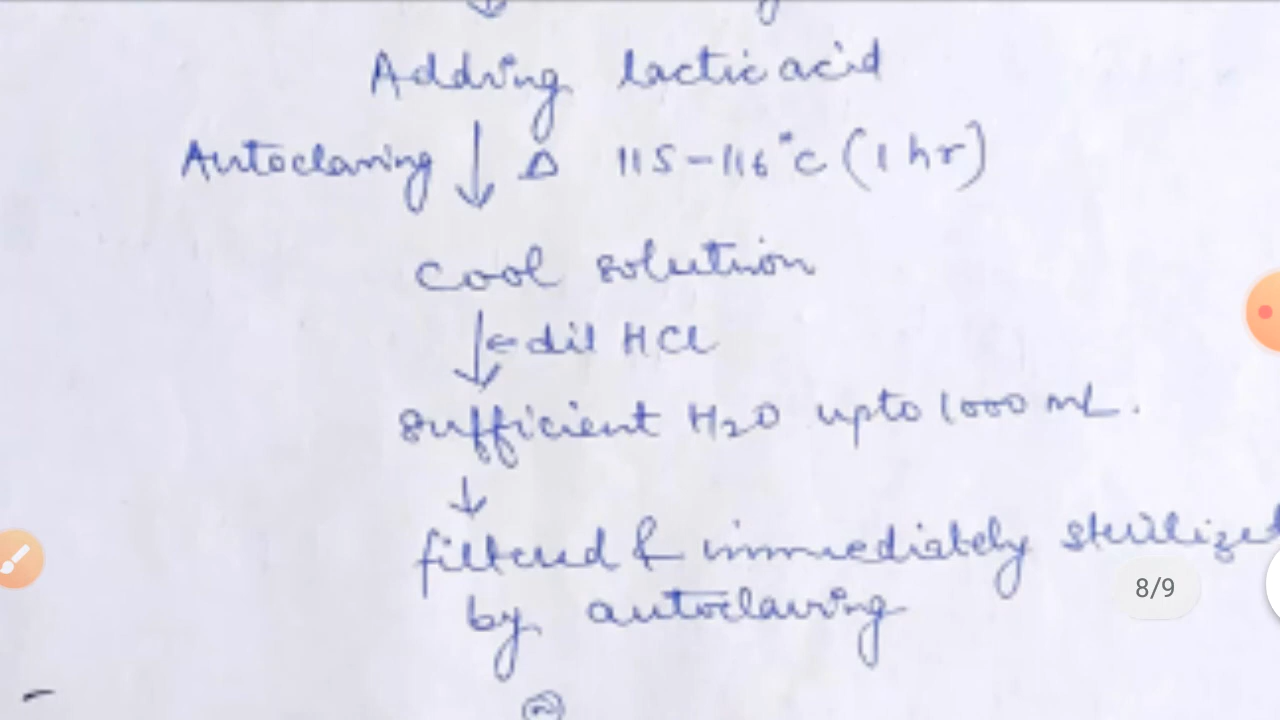 Adding lactic acid
Autoclaving ↓ Δ 115-116°C (1 hr)
Cool solution
↓ ← dil HCl
Sufficient H2O upto 1000 mL.
↓
filtered & immediately sterilized
by autoclaving
8/9